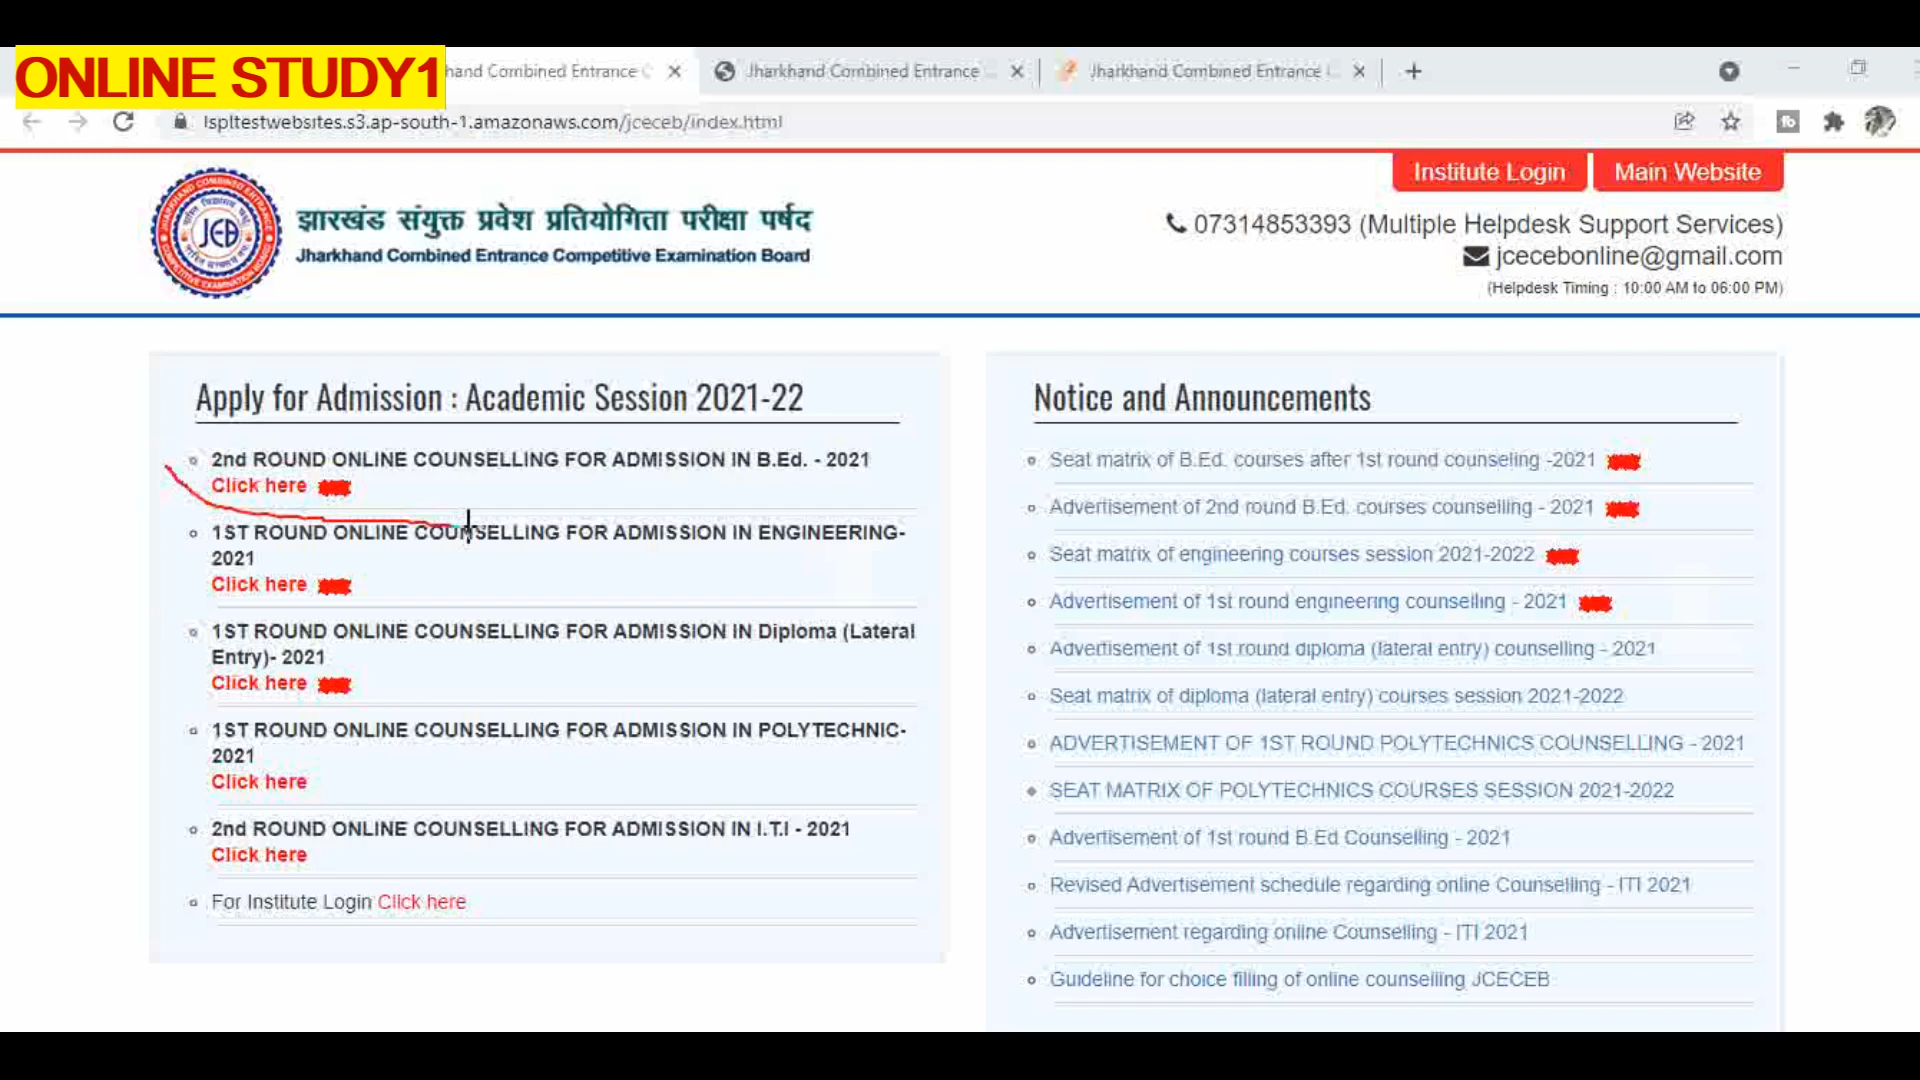 ONLINE STUDY1
hand Combined Entrance
Jharkhand Combined Entrance
Jharkhand Combined Entrance
lspltestwebsites.s3.ap-south-1.amazonaws.com/jceceb/index.html
Institute Login
Main Website
JCEB
झारखंड संयुक्त प्रवेश प्रतियोगिता परीक्षा पर्षद
Jharkhand Combined Entrance Competitive Examination Board
07314853393 (Multiple Helpdesk Support Services)
jcecebonline@gmail.com
(Helpdesk Timing : 10:00 AM to 06:00 PM)
Apply for Admission : Academic Session 2021-22
2nd ROUND ONLINE COUNSELLING FOR ADMISSION IN B.Ed. - 2021
Click here
1ST ROUND ONLINE COUNSELLING FOR ADMISSION IN ENGINEERING-
2021
Click here
1ST ROUND ONLINE COUNSELLING FOR ADMISSION IN Diploma (Lateral
Entry)- 2021
Click here
1ST ROUND ONLINE COUNSELLING FOR ADMISSION IN POLYTECHNIC-
2021
Click here
2nd ROUND ONLINE COUNSELLING FOR ADMISSION IN I.T.I - 2021
Click here
For Institute Login Click here
Notice and Announcements
Seat matrix of B.Ed. courses after 1st round counseling -2021
Advertisement of 2nd round B.Ed. courses counselling - 2021
Seat matrix of engineering courses session 2021-2022
Advertisement of 1st round engineering counselling - 2021
Advertisement of 1st round diploma (lateral entry) counselling - 2021
Seat matrix of diploma (lateral entry) courses session 2021-2022
ADVERTISEMENT OF 1ST ROUND POLYTECHNICS COUNSELLING - 2021
SEAT MATRIX OF POLYTECHNICS COURSES SESSION 2021-2022
Advertisement of 1st round B.Ed Counselling - 2021
Revised Advertisement schedule regarding online Counselling - ITI 2021
Advertisement regarding online Counselling - ITI 2021
Guideline for choice filling of online counselling JCECEB